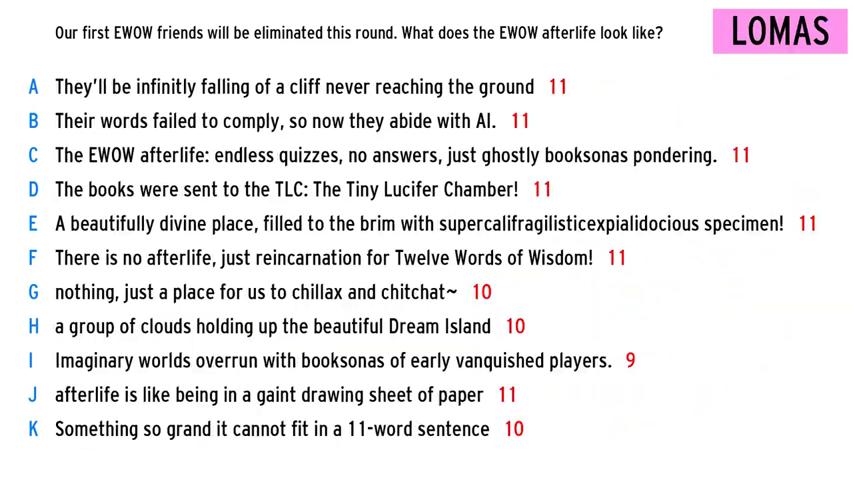 Our first EWOW friends will be eliminated this round. What does the EWOW afterlife look like?
LOMAS
A They'll be infinitly falling of a cliff never reaching the ground 11
B Their words failed to comply, so now they abide with AI. 11
C The EWOW afterlife: endless quizzes, no answers, just ghostly booksonas pondering. 11
D The books were sent to the TLC: The Tiny Lucifer Chamber! 11
E A beautifully divine place, filled to the brim with supercalifragilisticexpialidocious specimen! 11
F There is no afterlife, just reincarnation for Twelve Words of Wisdom! 11
G nothing, just a place for us to chillax and chitchat~ 10
H a group of clouds holding up the beautiful Dream Island 10
I Imaginary worlds overrun with booksonas of early vanquished players. 9
J afterlife is like being in a gaint drawing sheet of paper 11
K Something so grand it cannot fit in a 11-word sentence 10